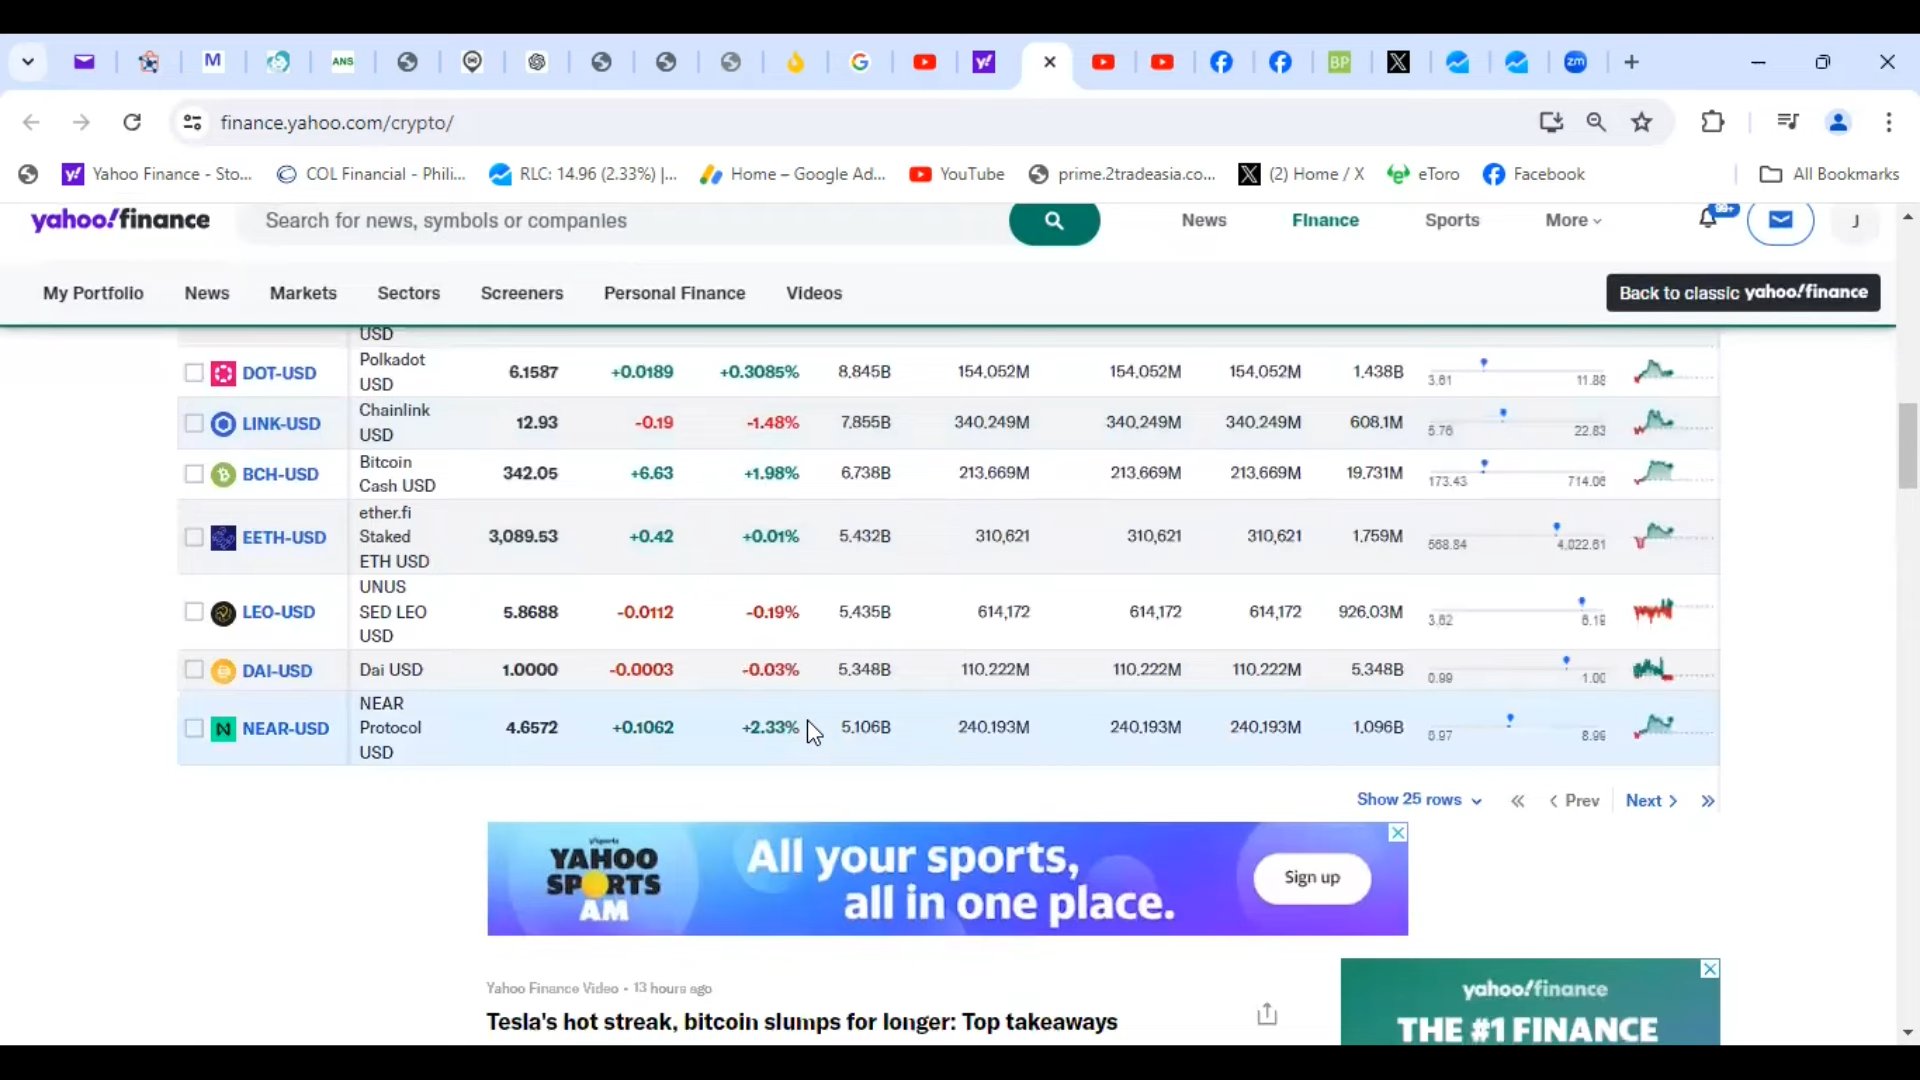 M
ANS
G
y!
BP
X
zm
finance.yahoo.com/crypto/
y! Yahoo Finance - Sto... COL Financial - Phili... RLC: 14.96 (2.33%) |... Home – Google Ad... YouTube prime.2tradeasia.co... (2) Home / X eToro Facebook All Bookmarks
yahoo!finance Search for news, symbols or companies News Finance Sports More 99+ J
My Portfolio News Markets Sectors Screeners Personal Finance Videos Back to classic yahoo!finance
USD
DOT-USD Polkadot USD 6.1587 +0.0189 +0.3085% 8.845B 154.052M 154.052M 154.052M 1.438B 3.61 11.88
LINK-USD Chainlink USD 12.93 -0.19 -1.48% 7.855B 340.249M 340.249M 340.249M 608.1M 5.76 22.83
BCH-USD Bitcoin Cash USD 342.05 +6.63 +1.98% 6.738B 213.669M 213.669M 213.669M 19.731M 173.43 714.06
EETH-USD ether.fi Staked ETH USD 3,089.53 +0.42 +0.01% 5.432B 310,621 310,621 310,621 1.759M 568.84 4,022.61
LEO-USD UNUS SED LEO USD 5.8688 -0.0112 -0.19% 5.435B 614,172 614,172 614,172 926.03M 3.62 6.19
DAI-USD Dai USD 1.0000 -0.0003 -0.03% 5.348B 110.222M 110.222M 110.222M 5.348B 0.99 1.00
NEAR-USD NEAR Protocol USD 4.6572 +0.1062 +2.33% 5.106B 240.193M 240.193M 240.193M 1.096B 0.97 8.99
Show 25 rows Prev Next
YAHOO SPORTS AM
All your sports,
all in one place.
Sign up
Yahoo Finance Video • 13 hours ago
Tesla's hot streak, bitcoin slumps for longer: Top takeaways
yahoo!finance
THE #1 FINANCE